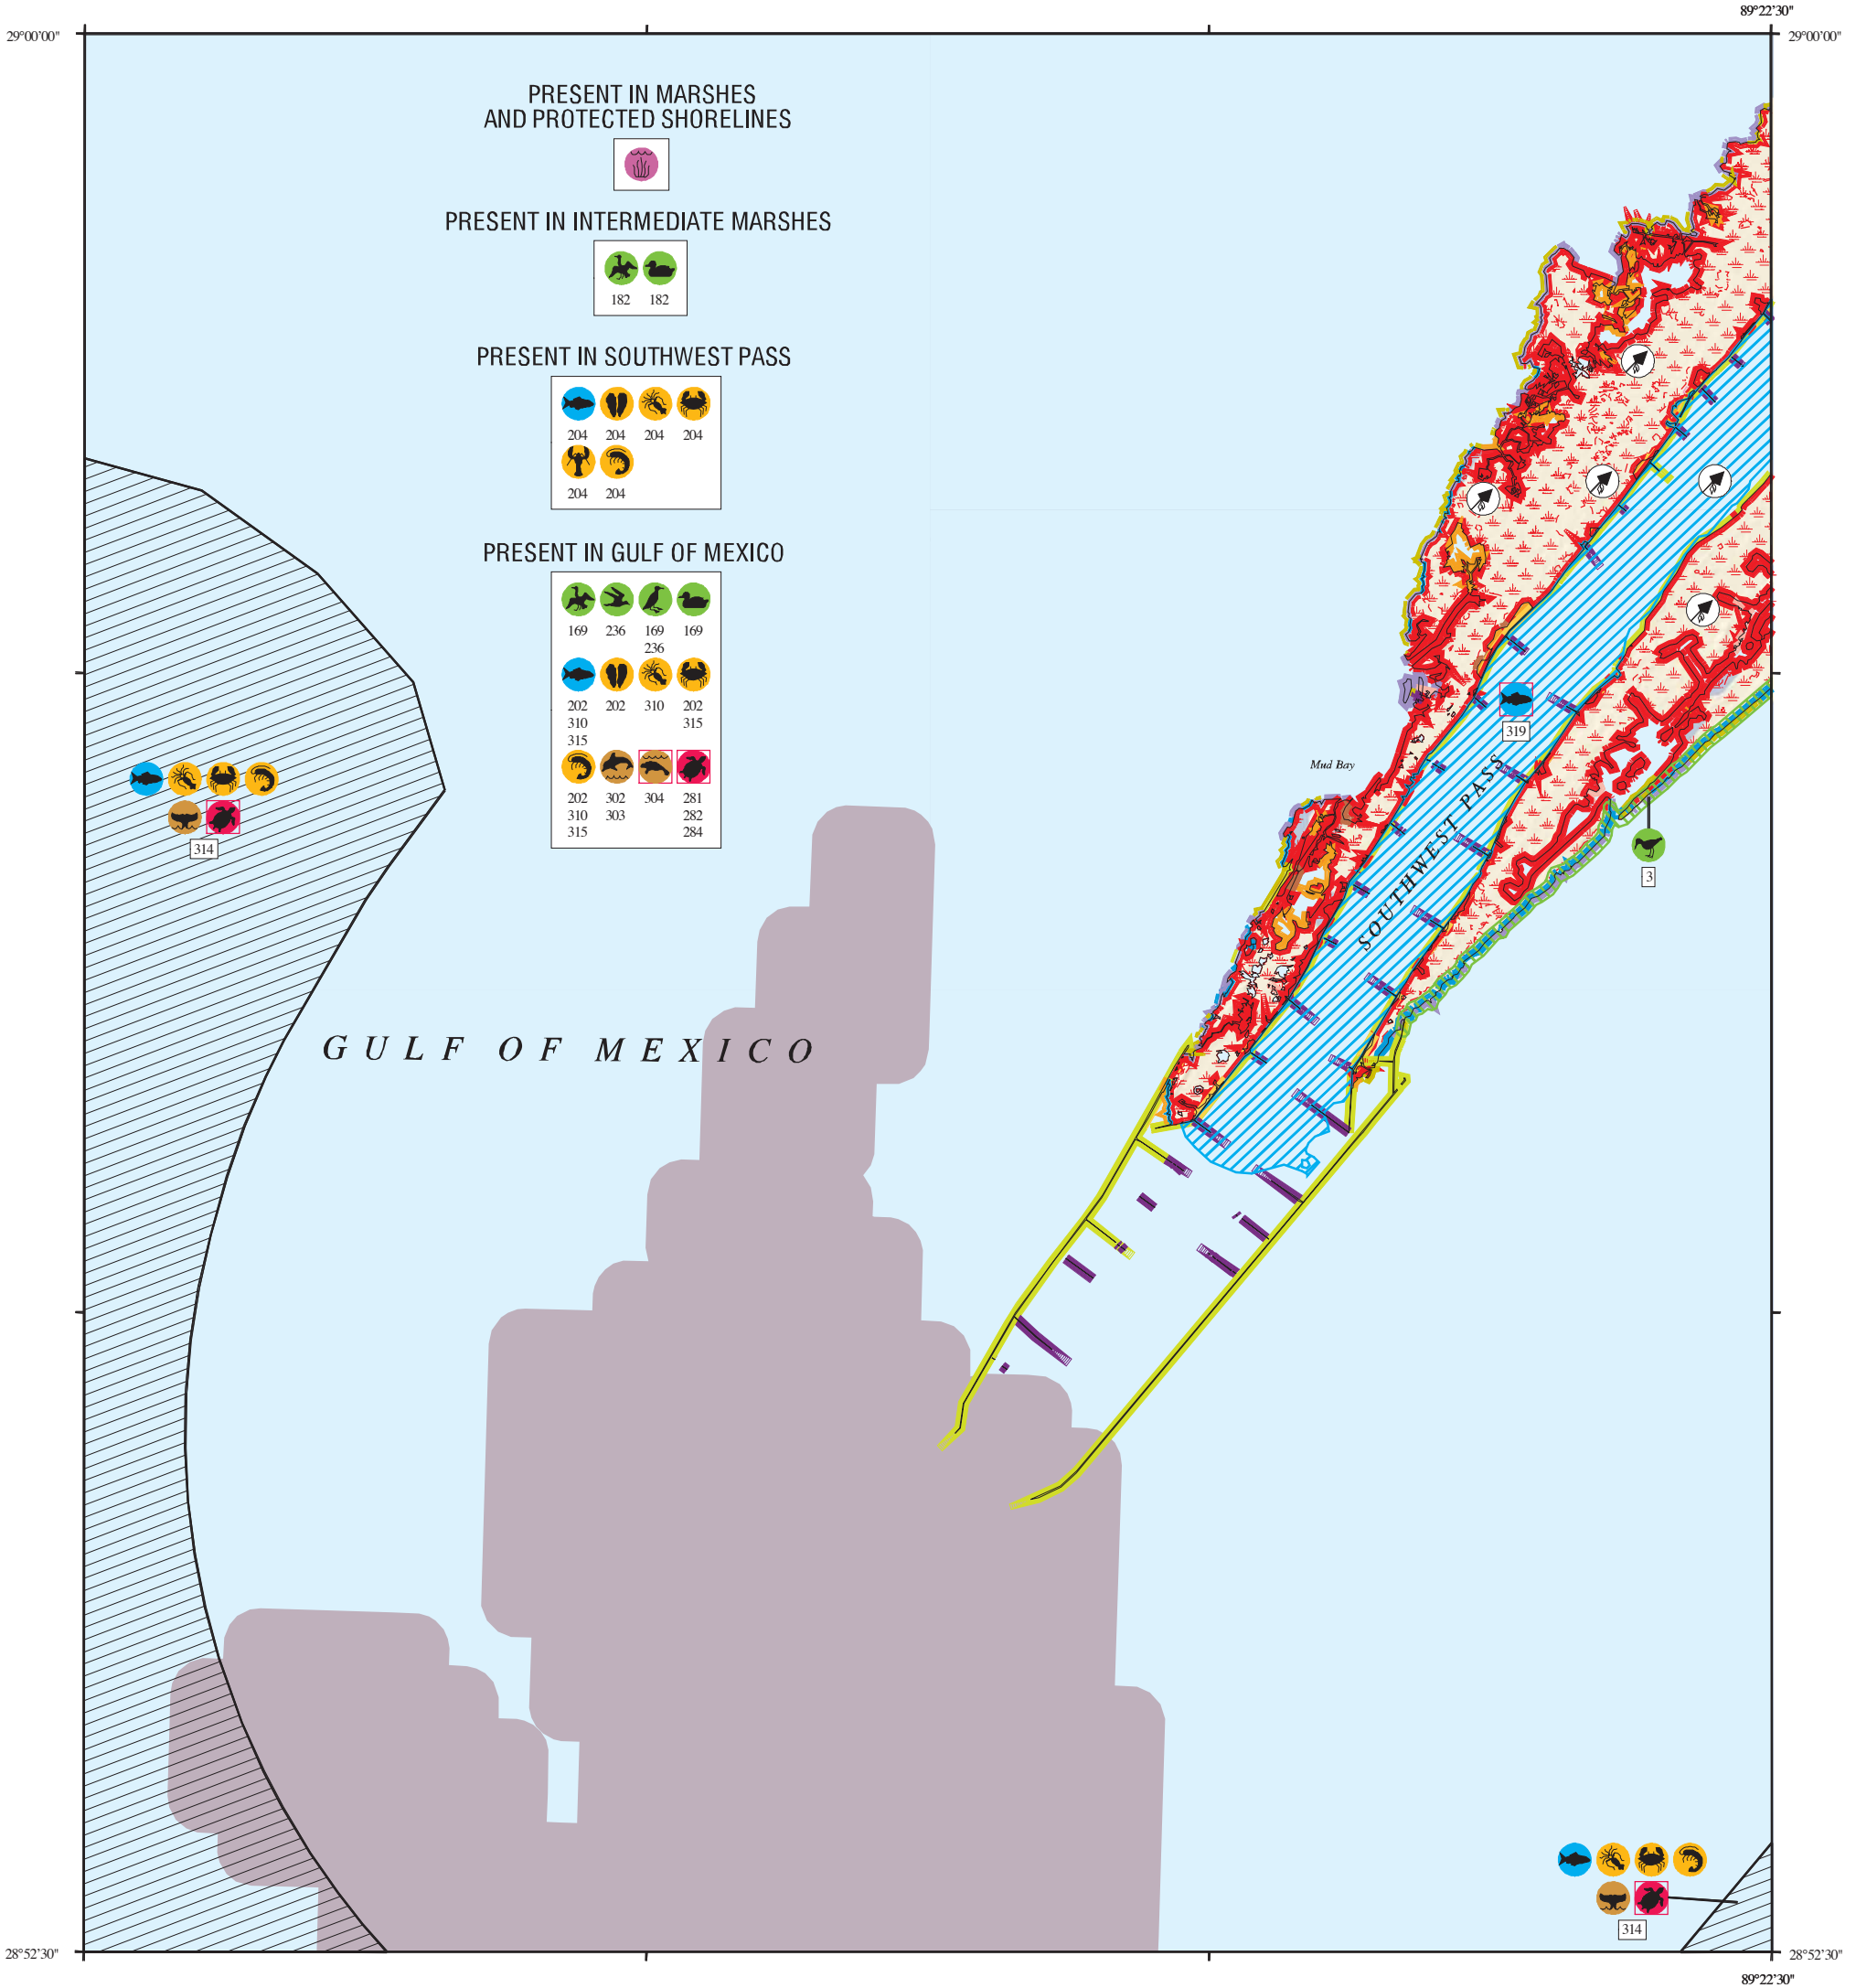 89°22'30"
29°00'00"
29°00'00"
PRESENT IN MARSHES
AND PROTECTED SHORELINES
PRESENT IN INTERMEDIATE MARSHES
182 182
PRESENT IN SOUTHWEST PASS
204 204 204 204
204 204
PRESENT IN GULF OF MEXICO
169 236 169 169
236
202 202 310 202
310 315
315
202 302 304 281
310 303 282
315 284
319
Mud Bay
SOUTHWEST PASS
314
3
GULF OF MEXICO
314
28°52'30"
28°52'30"
89°22'30"